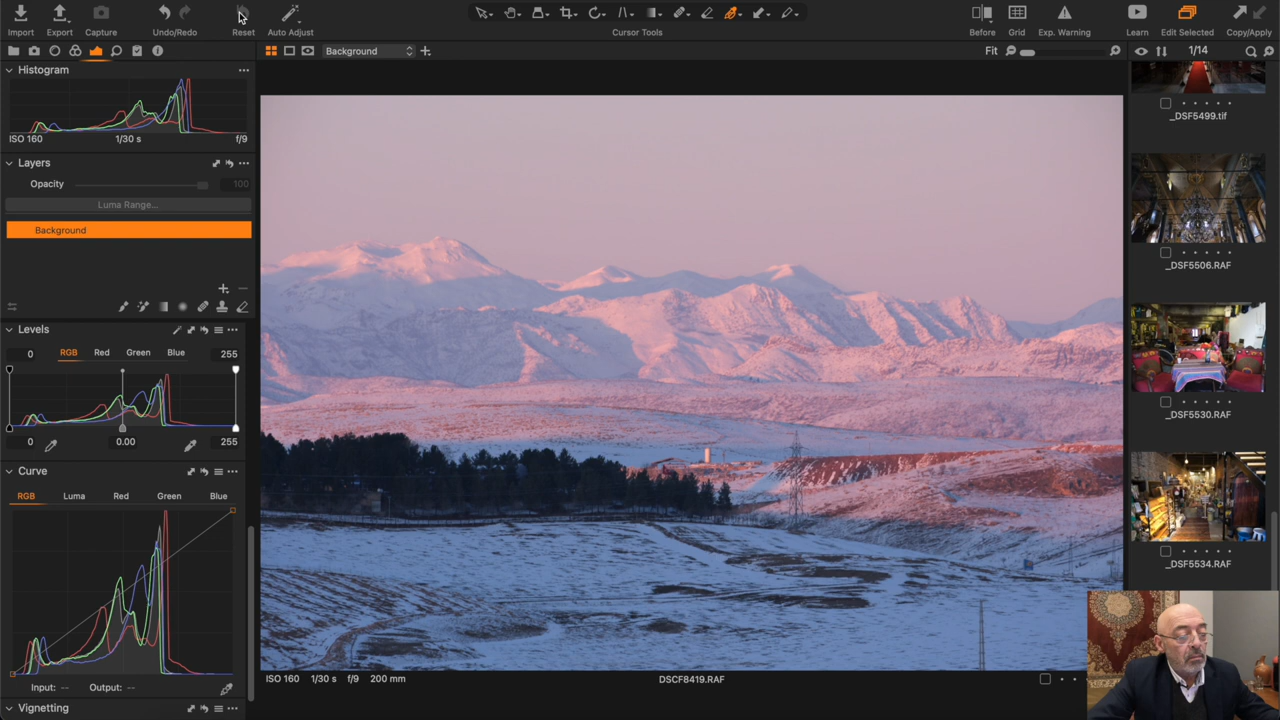 Import
Export
Capture
Undo/Redo
Reset
Auto Adjust
Cursor Tools
Before
Grid
Exp. Warning
Learn
Edit Selected
Copy/Apply
Background
Fit
1/14
Histogram
ISO 160 1/30 s f/9
Layers
Opacity 100
Luma Range...
Background
Levels
0 RGB Red Green Blue 255
0 0.00 255
Curve
RGB Luma Red Green Blue
Input: -- Output: --
Vignetting
ISO 160 1/30 s f/9 200 mm
DSCF8419.RAF
_DSF5499.tif
_DSF5506.RAF
_DSF5530.RAF
_DSF5534.RAF